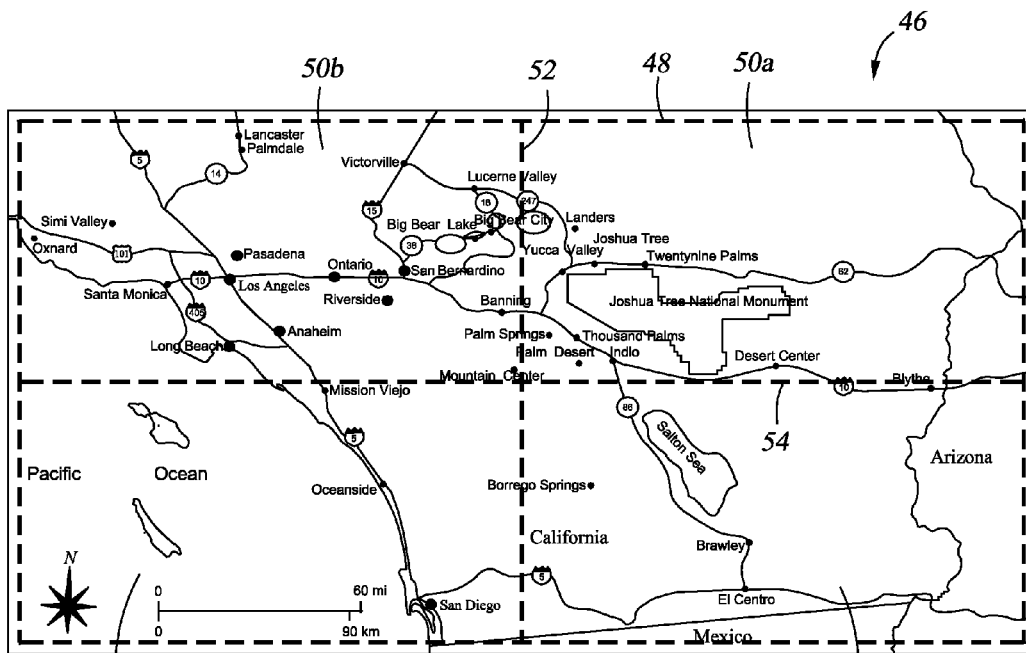 46
50b
52
48
50a
Lancaster
Palmdale
5
14
Victorville
Lucerne Valley
18
247
15
Simi Valley
Big Bear Lake
Big Bear City
Landers
Oxnard
101
38
Joshua Tree
Pasadena
Yucca Valley
Twentynine Palms
Ontario
San Bernardino
62
10
10
Santa Monica
Los Angeles
Riverside
Joshua Tree National Monument
405
Banning
Anaheim
Palm Springs
Thousand Palms
Long Beach
Palm Desert
Indio
Desert Center
Mountain Center
Blythe
Mission Viejo
10
86
54
5
Salton Sea
Pacific Ocean
Arizona
Oceanside
Borrego Springs
California
Brawley
N
5
0 60 mi
San Diego
El Centro
0 90 km
Mexico